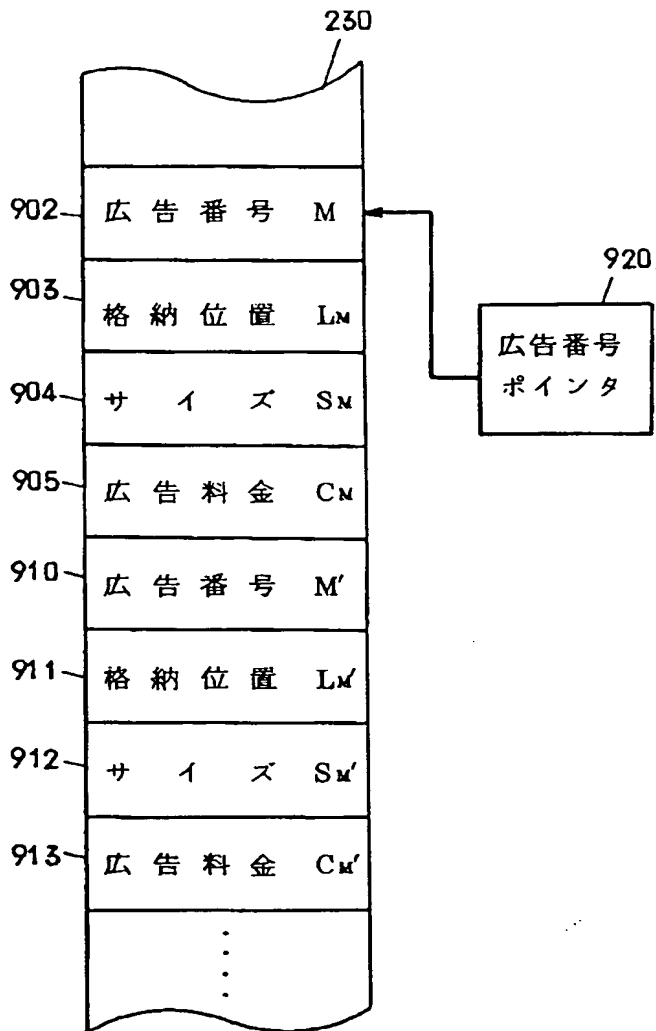 230
902 広告番号 M
920
広告番号
ポインタ
903 格納位置 LM
904 サイズ SM
905 広告料金 CM
910 広告番号 M′
911 格納位置 LM′
912 サイズ SM′
913 広告料金 CM′